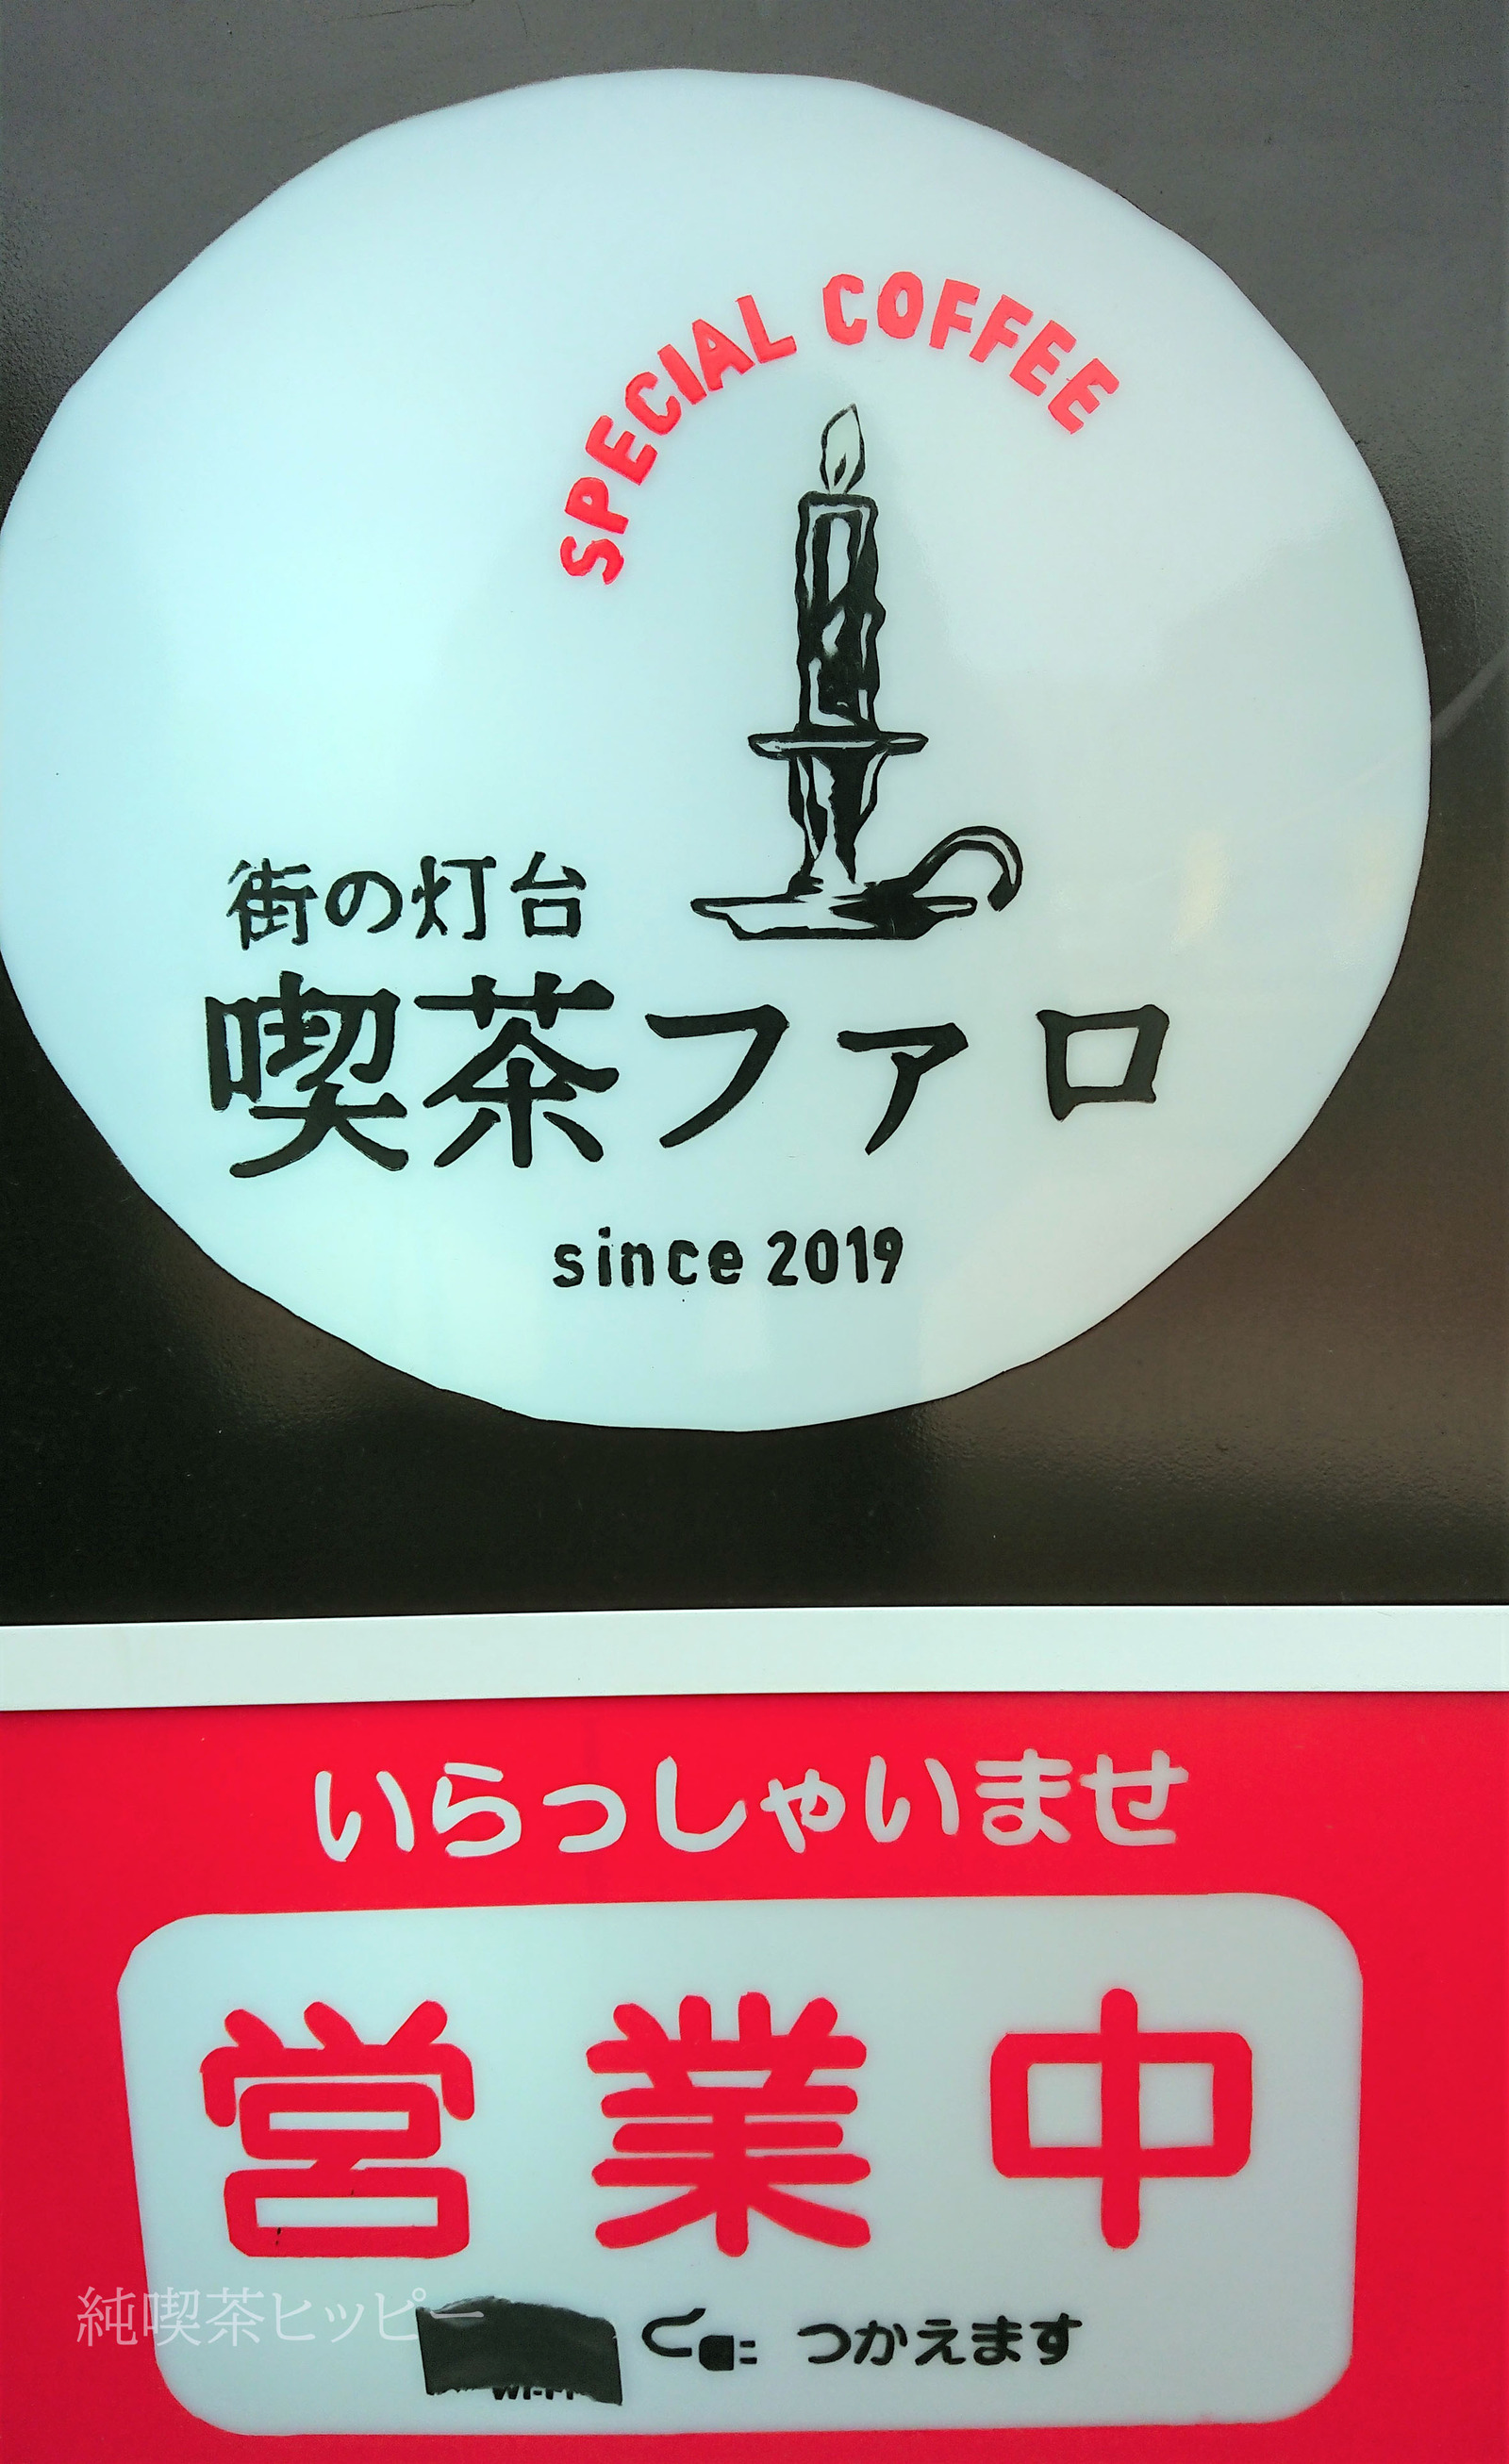 SPECIAL COFFEE
街の灯台
喫茶ファロ
since 2019
いらっしゃいませ
営業中
つかえます
純喫茶ヒッピー